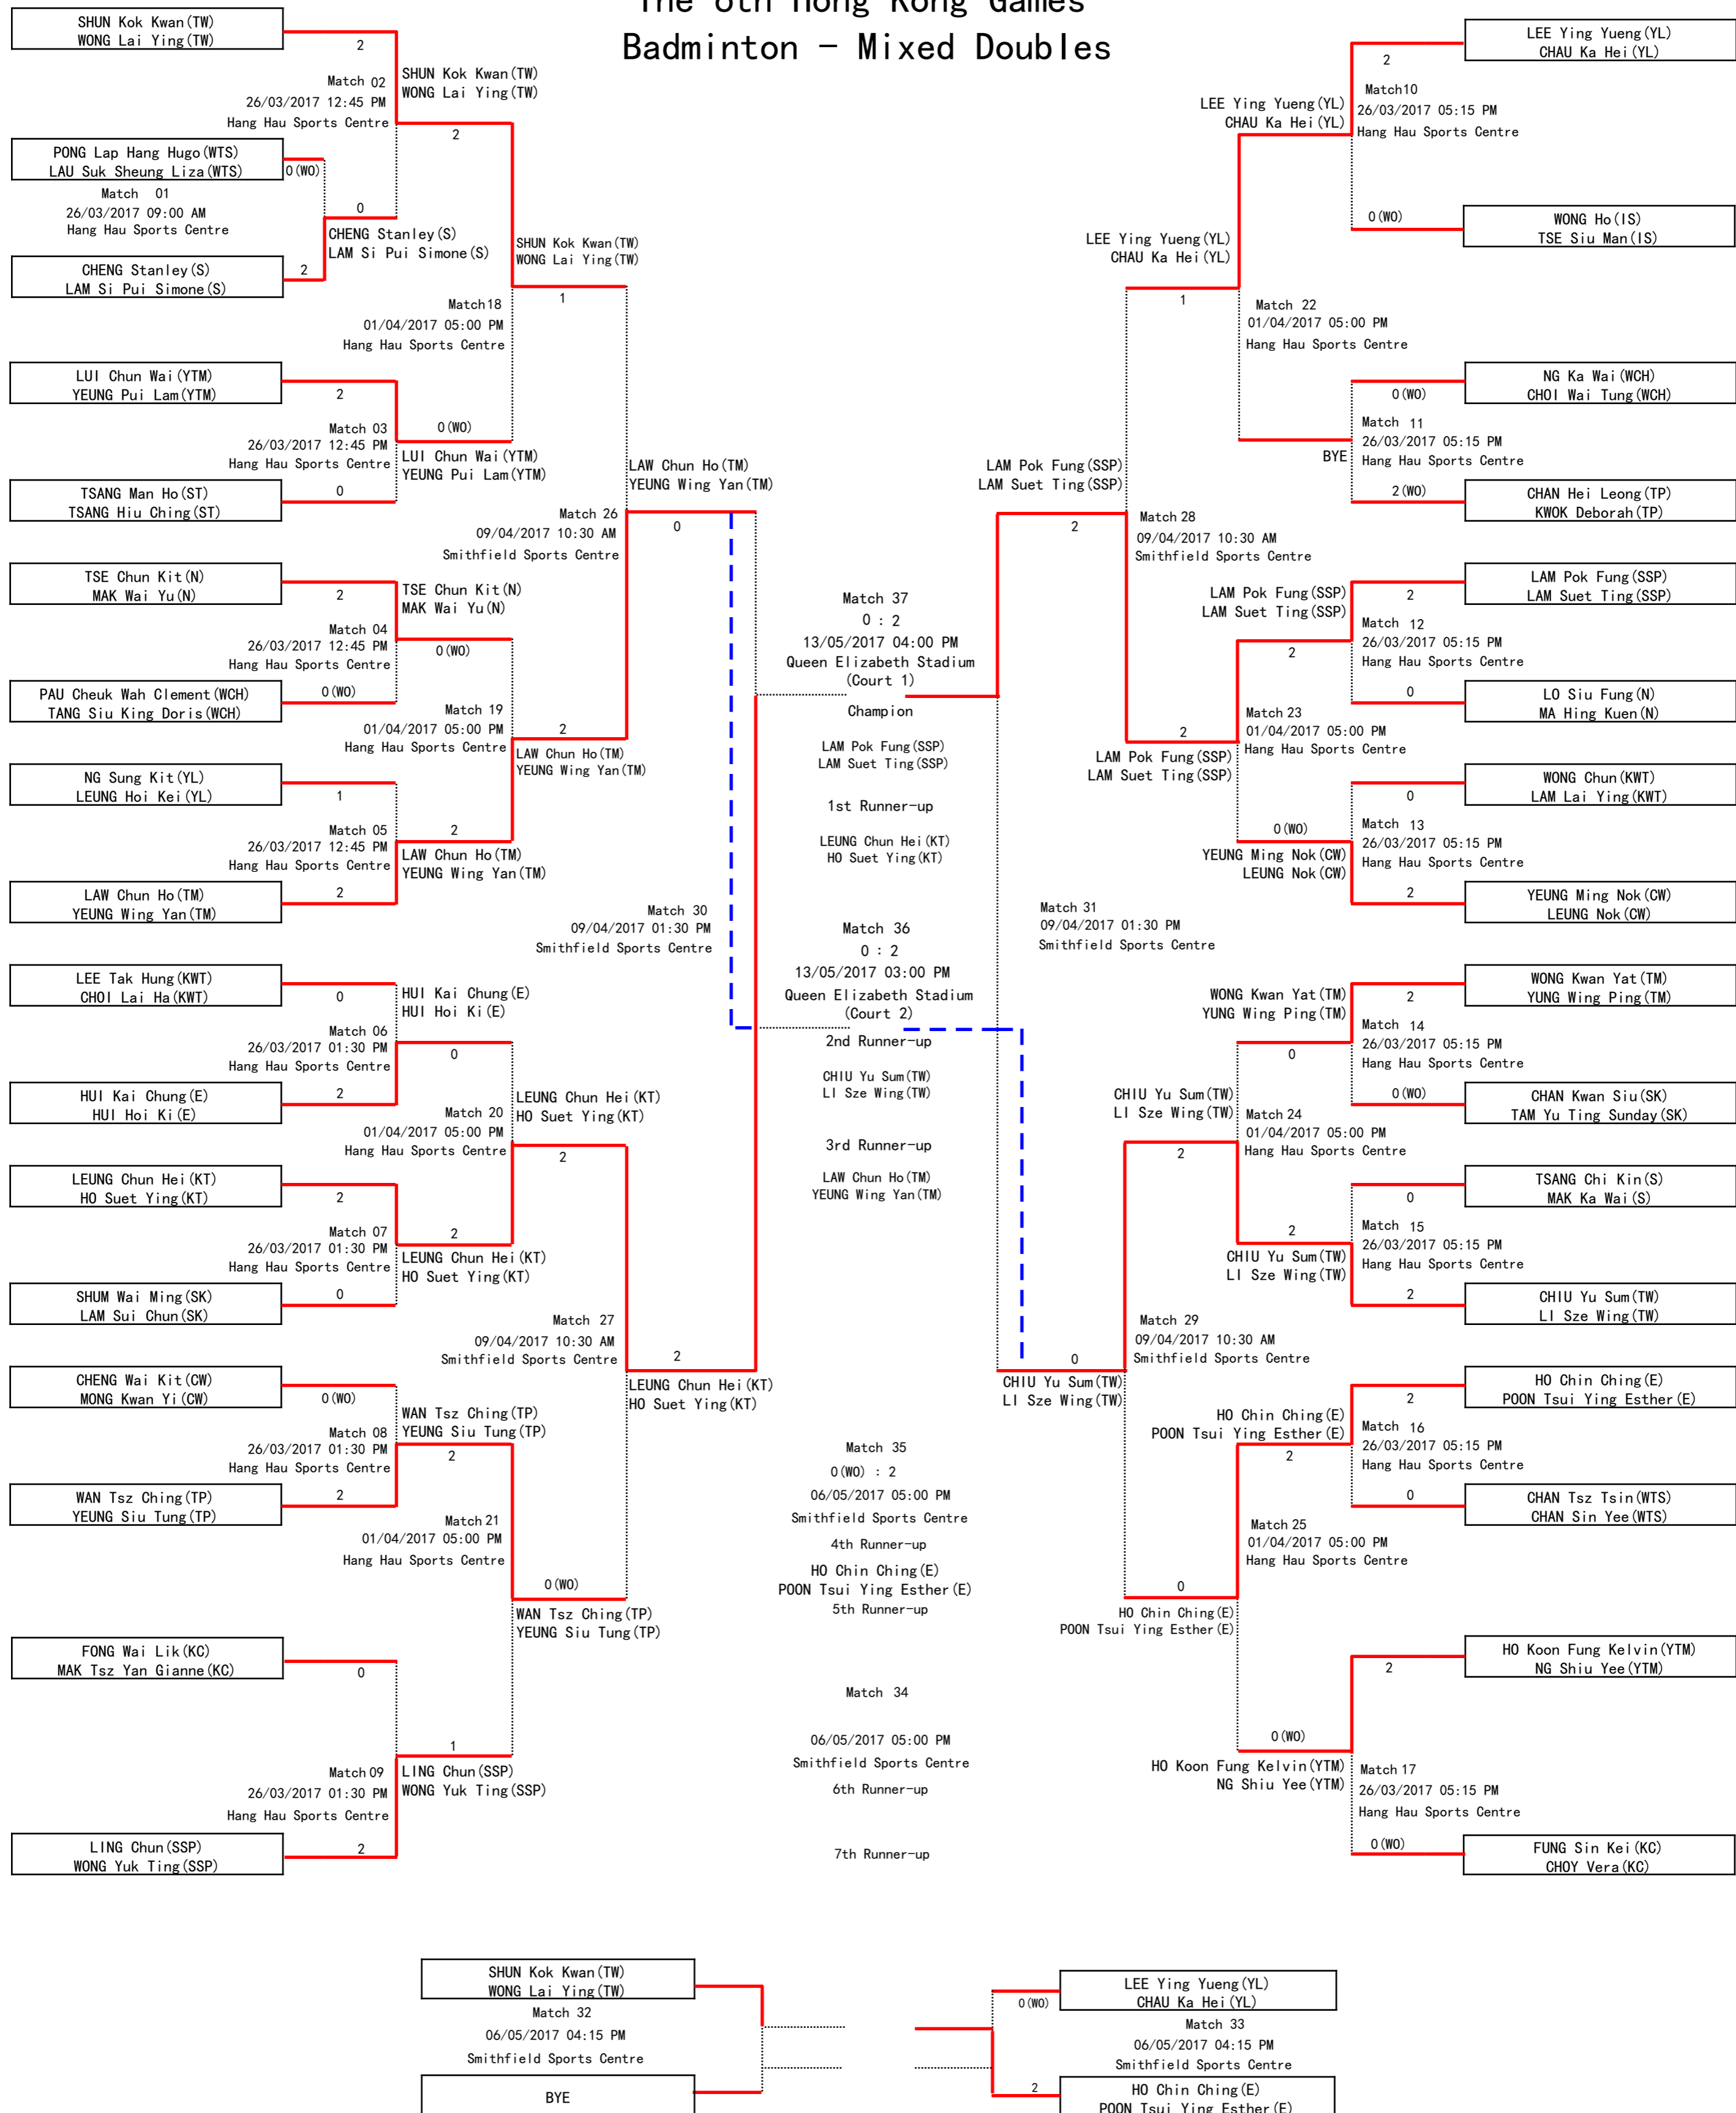 The 6th Hong Kong Games
Badminton - Mixed Doubles
SHUN Kok Kwan(TW)
WONG Lai Ying(TW)
2
Match 02
26/03/2017 12:45 PM
Hang Hau Sports Centre
SHUN Kok Kwan(TW)
WONG Lai Ying(TW)
2
PONG Lap Hang Hugo(WTS)
LAU Suk Sheung Liza(WTS)
0(WO)
Match 01
26/03/2017 09:00 AM
Hang Hau Sports Centre
0
CHENG Stanley(S)
LAM Si Pui Simone(S)
CHENG Stanley(S)
LAM Si Pui Simone(S)
2
SHUN Kok Kwan(TW)
WONG Lai Ying(TW)
1
Match18
01/04/2017 05:00 PM
Hang Hau Sports Centre
LUI Chun Wai(YTM)
YEUNG Pui Lam(YTM)
2
Match 03
26/03/2017 12:45 PM
Hang Hau Sports Centre
0(WO)
LUI Chun Wai(YTM)
YEUNG Pui Lam(YTM)
TSANG Man Ho(ST)
TSANG Hiu Ching(ST)
0
LAW Chun Ho(TM)
YEUNG Wing Yan(TM)
0
Match 26
09/04/2017 10:30 AM
Smithfield Sports Centre
TSE Chun Kit(N)
MAK Wai Yu(N)
2
TSE Chun Kit(N)
MAK Wai Yu(N)
Match 04
26/03/2017 12:45 PM
Hang Hau Sports Centre
0(WO)
PAU Cheuk Wah Clement(WCH)
TANG Siu King Doris(WCH)
0(WO)
Match 19
01/04/2017 05:00 PM
Hang Hau Sports Centre
2
LAW Chun Ho(TM)
YEUNG Wing Yan(TM)
NG Sung Kit(YL)
LEUNG Hoi Kei(YL)
1
Match 05
26/03/2017 12:45 PM
Hang Hau Sports Centre
2
LAW Chun Ho(TM)
YEUNG Wing Yan(TM)
LAW Chun Ho(TM)
YEUNG Wing Yan(TM)
2
Match 30
09/04/2017 01:30 PM
Smithfield Sports Centre
LEE Tak Hung(KWT)
CHOI Lai Ha(KWT)
0
HUI Kai Chung(E)
HUI Hoi Ki(E)
Match 06
26/03/2017 01:30 PM
Hang Hau Sports Centre
0
HUI Kai Chung(E)
HUI Hoi Ki(E)
2
LEUNG Chun Hei(KT)
HO Suet Ying(KT)
Match 20
01/04/2017 05:00 PM
Hang Hau Sports Centre
2
LEUNG Chun Hei(KT)
HO Suet Ying(KT)
2
Match 07
26/03/2017 01:30 PM
Hang Hau Sports Centre
2
LEUNG Chun Hei(KT)
HO Suet Ying(KT)
SHUM Wai Ming(SK)
LAM Sui Chun(SK)
0
Match 27
09/04/2017 10:30 AM
Smithfield Sports Centre
2
LEUNG Chun Hei(KT)
HO Suet Ying(KT)
CHENG Wai Kit(CW)
MONG Kwan Yi(CW)
0(WO)
WAN Tsz Ching(TP)
YEUNG Siu Tung(TP)
Match 08
26/03/2017 01:30 PM
Hang Hau Sports Centre
2
WAN Tsz Ching(TP)
YEUNG Siu Tung(TP)
2
Match 21
01/04/2017 05:00 PM
Hang Hau Sports Centre
0(WO)
WAN Tsz Ching(TP)
YEUNG Siu Tung(TP)
FONG Wai Lik(KC)
MAK Tsz Yan Gianne(KC)
0
1
Match 09
26/03/2017 01:30 PM
Hang Hau Sports Centre
LING Chun(SSP)
WONG Yuk Ting(SSP)
LING Chun(SSP)
WONG Yuk Ting(SSP)
2
Match 37
0 : 2
13/05/2017 04:00 PM
Queen Elizabeth Stadium
(Court 1)
Champion
LAM Pok Fung(SSP)
LAM Suet Ting(SSP)
1st Runner-up
LEUNG Chun Hei(KT)
HO Suet Ying(KT)
Match 36
0 : 2
13/05/2017 03:00 PM
Queen Elizabeth Stadium
(Court 2)
2nd Runner-up
CHIU Yu Sum(TW)
LI Sze Wing(TW)
3rd Runner-up
LAW Chun Ho(TM)
YEUNG Wing Yan(TM)
Match 35
0(WO) : 2
06/05/2017 05:00 PM
Smithfield Sports Centre
4th Runner-up
HO Chin Ching(E)
POON Tsui Ying Esther(E)
5th Runner-up
Match 34
06/05/2017 05:00 PM
Smithfield Sports Centre
6th Runner-up
7th Runner-up
LEE Ying Yueng(YL)
CHAU Ka Hei(YL)
2
Match10
26/03/2017 05:15 PM
Hang Hau Sports Centre
LEE Ying Yueng(YL)
CHAU Ka Hei(YL)
0(WO)
WONG Ho(IS)
TSE Siu Man(IS)
LEE Ying Yueng(YL)
CHAU Ka Hei(YL)
1
Match 22
01/04/2017 05:00 PM
Hang Hau Sports Centre
NG Ka Wai(WCH)
CHOI Wai Tung(WCH)
0(WO)
Match 11
26/03/2017 05:15 PM
Hang Hau Sports Centre
BYE
2(WO)
CHAN Hei Leong(TP)
KWOK Deborah(TP)
LAM Pok Fung(SSP)
LAM Suet Ting(SSP)
2
Match 28
09/04/2017 10:30 AM
Smithfield Sports Centre
LAM Pok Fung(SSP)
LAM Suet Ting(SSP)
2
LAM Pok Fung(SSP)
LAM Suet Ting(SSP)
Match 12
26/03/2017 05:15 PM
Hang Hau Sports Centre
2
0
LO Siu Fung(N)
MA Hing Kuen(N)
Match 23
01/04/2017 05:00 PM
Hang Hau Sports Centre
2
LAM Pok Fung(SSP)
LAM Suet Ting(SSP)
WONG Chun(KWT)
LAM Lai Ying(KWT)
0
Match 13
26/03/2017 05:15 PM
Hang Hau Sports Centre
0(WO)
YEUNG Ming Nok(CW)
LEUNG Nok(CW)
2
YEUNG Ming Nok(CW)
LEUNG Nok(CW)
Match 31
09/04/2017 01:30 PM
Smithfield Sports Centre
WONG Kwan Yat(TM)
YUNG Wing Ping(TM)
2
WONG Kwan Yat(TM)
YUNG Wing Ping(TM)
Match 14
26/03/2017 05:15 PM
Hang Hau Sports Centre
0
0(WO)
CHAN Kwan Siu(SK)
TAM Yu Ting Sunday(SK)
CHIU Yu Sum(TW)
LI Sze Wing(TW)
Match 24
01/04/2017 05:00 PM
Hang Hau Sports Centre
2
TSANG Chi Kin(S)
MAK Ka Wai(S)
0
Match 15
26/03/2017 05:15 PM
Hang Hau Sports Centre
2
CHIU Yu Sum(TW)
LI Sze Wing(TW)
2
CHIU Yu Sum(TW)
LI Sze Wing(TW)
Match 29
09/04/2017 10:30 AM
Smithfield Sports Centre
0
CHIU Yu Sum(TW)
LI Sze Wing(TW)
HO Chin Ching(E)
POON Tsui Ying Esther(E)
2
HO Chin Ching(E)
POON Tsui Ying Esther(E)
Match 16
26/03/2017 05:15 PM
Hang Hau Sports Centre
2
0
CHAN Tsz Tsin(WTS)
CHAN Sin Yee(WTS)
Match 25
01/04/2017 05:00 PM
Hang Hau Sports Centre
0
HO Chin Ching(E)
POON Tsui Ying Esther(E)
HO Koon Fung Kelvin(YTM)
NG Shiu Yee(YTM)
2
0(WO)
HO Koon Fung Kelvin(YTM)
NG Shiu Yee(YTM)
Match 17
26/03/2017 05:15 PM
Hang Hau Sports Centre
0(WO)
FUNG Sin Kei(KC)
CHOY Vera(KC)
SHUN Kok Kwan(TW)
WONG Lai Ying(TW)
Match 32
06/05/2017 04:15 PM
Smithfield Sports Centre
BYE
LEE Ying Yueng(YL)
CHAU Ka Hei(YL)
0(WO)
Match 33
06/05/2017 04:15 PM
Smithfield Sports Centre
2
HO Chin Ching(E)
POON Tsui Ying Esther(E)